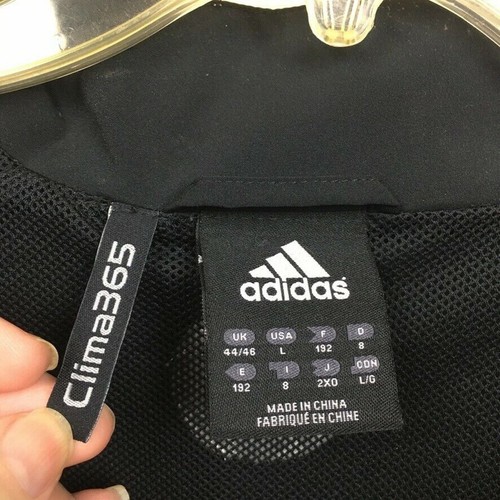 Clima365
adidas
UK USA F D
44/46 L 192 8
E I J CDN
192 8 2XO L/G
MADE IN CHINA
FABRIQUÉ EN CHINE